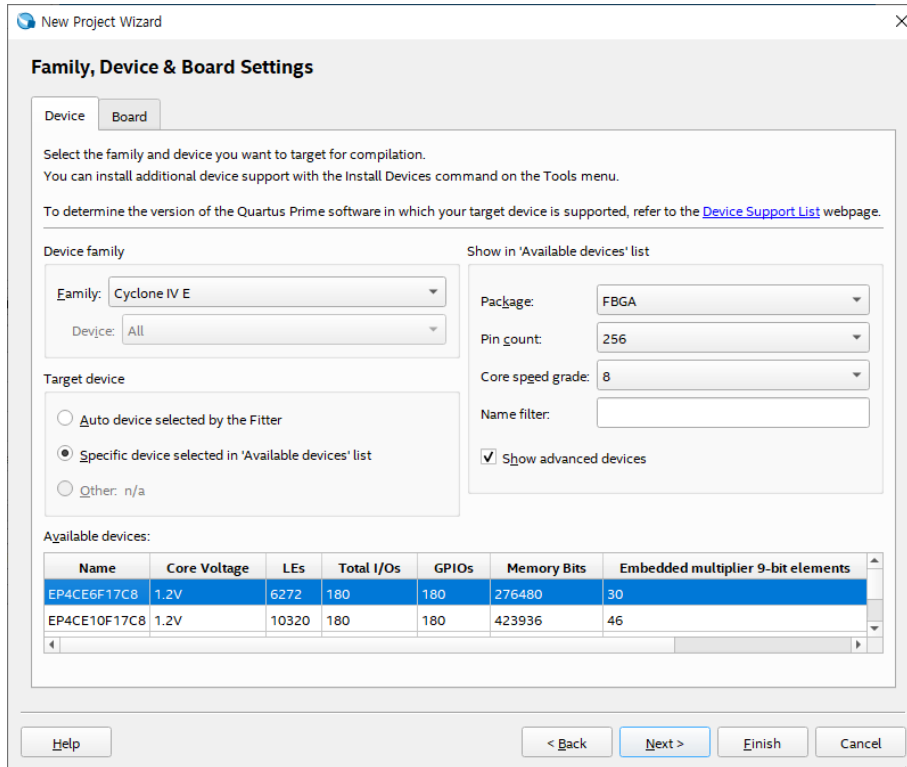 New Project Wizard
Family, Device & Board Settings
Device Board
Select the family and device you want to target for compilation.
You can install additional device support with the Install Devices command on the Tools menu.
To determine the version of the Quartus Prime software in which your target device is supported, refer to the Device Support List webpage.
Device family
Family: Cyclone IV E
Device: All
Target device
Auto device selected by the Fitter
Specific device selected in 'Available devices' list
Other: n/a
Show in 'Available devices' list
Package: FBGA
Pin count: 256
Core speed grade: 8
Name filter:
Show advanced devices
Available devices:
Name Core Voltage LEs Total I/Os GPIOs Memory Bits Embedded multiplier 9-bit elements
EP4CE6F17C8 1.2V 6272 180 180 276480 30
EP4CE10F17C8 1.2V 10320 180 180 423936 46
Help < Back Next > Finish Cancel